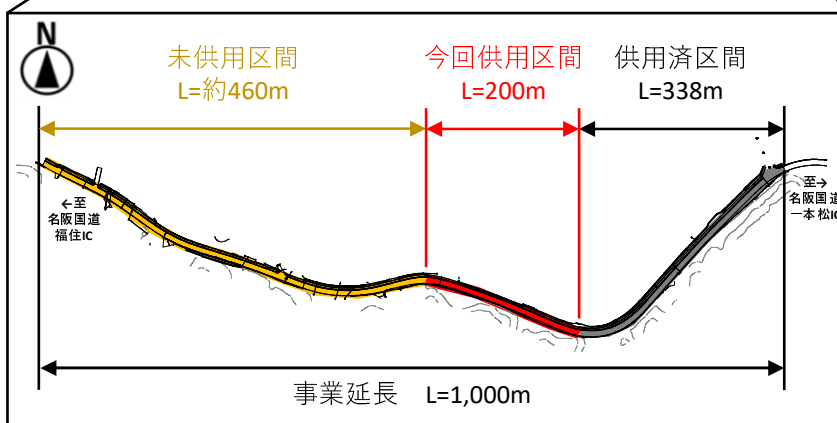 N
未供用区間
L=約460m
今回供用区間
L=200m
供用済区間
L=338m
←至
名阪国道
福住IC
至→
名阪国道
一本松IC
事業延長　L=1,000m